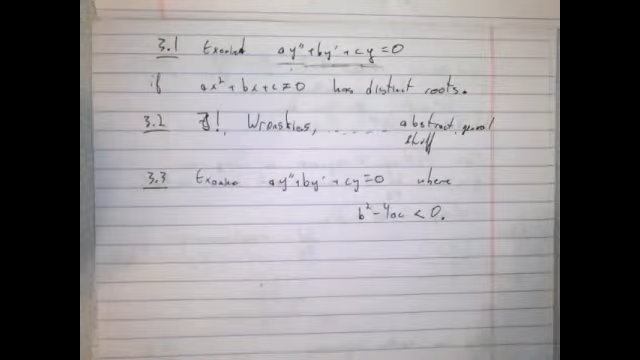 3.1 Examined ay" + by' + cy = 0
if ax² + bx + c = 0 has distinct roots.
3.2 ∃!, Wronskian, ........ abstract, general
stuff
3.3 Examine ay" + by' + cy = 0 where
b² - 4ac < 0.